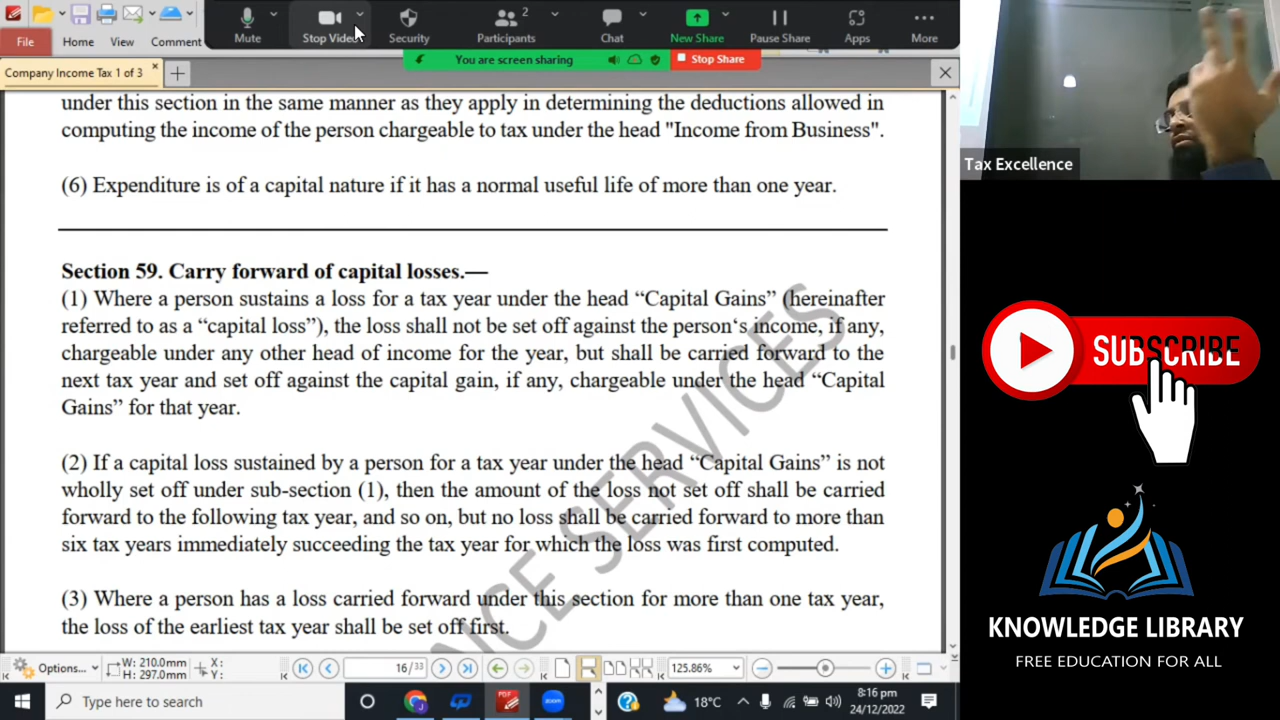 File Home View Comment
Mute Stop Video Security Participants 2 Chat New Share Pause Share Apps More
You are screen sharing Stop Share
Company Income Tax 1 of 3
under this section in the same manner as they apply in determining the deductions allowed in
computing the income of the person chargeable to tax under the head "Income from Business".
(6) Expenditure is of a capital nature if it has a normal useful life of more than one year.
Section 59. Carry forward of capital losses.—
(1) Where a person sustains a loss for a tax year under the head “Capital Gains” (hereinafter
referred to as a “capital loss”), the loss shall not be set off against the person‘s income, if any,
chargeable under any other head of income for the year, but shall be carried forward to the
next tax year and set off against the capital gain, if any, chargeable under the head “Capital
Gains” for that year.
(2) If a capital loss sustained by a person for a tax year under the head “Capital Gains” is not
wholly set off under sub-section (1), then the amount of the loss not set off shall be carried
forward to the following tax year, and so on, but no loss shall be carried forward to more than
six tax years immediately succeeding the tax year for which the loss was first computed.
(3) Where a person has a loss carried forward under this section for more than one tax year,
the loss of the earliest tax year shall be set off first.
SERVICES
Options... W: 210.0mm X: 16/33 125.86%
H: 297.0mm Y:
Type here to search
18°C
8:16 pm
24/12/2022
Tax Excellence
SUBSCRIBE
KNOWLEDGE LIBRARY
FREE EDUCATION FOR ALL